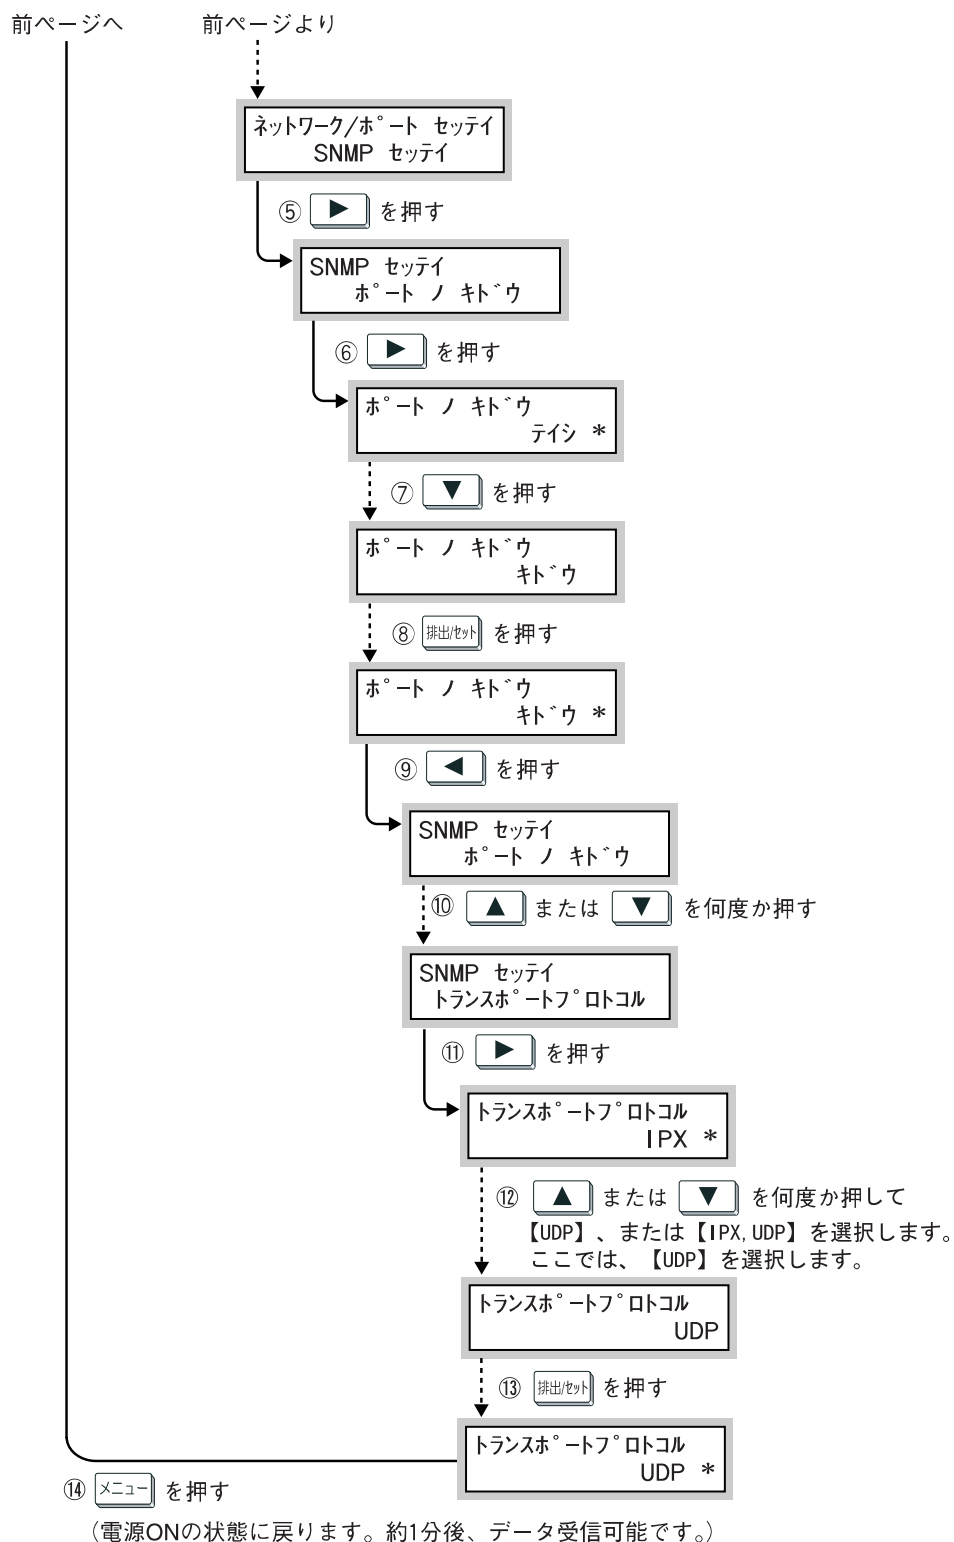 前ページへ
前ページより
ネットワーク/ポート セッテイ
SNMP セッテイ
⑤ ▶ を押す
SNMP セッテイ
ポート ノ キドウ
⑥ ▶ を押す
ポート ノ キドウ
テイシ *
⑦ ▼ を押す
ポート ノ キドウ
キドウ
⑧ 排出/セット を押す
ポート ノ キドウ
キドウ *
⑨ ◀ を押す
SNMP セッテイ
ポート ノ キドウ
⑩ ▲ または ▼ を何度か押す
SNMP セッテイ
トランスポートプロトコル
⑪ ▶ を押す
トランスポートプロトコル
IPX *
⑫ ▲ または ▼ を何度か押して
【UDP】、または【IPX,UDP】を選択します。
ここでは、【UDP】を選択します。
トランスポートプロトコル
UDP
⑬ 排出/セット を押す
トランスポートプロトコル
UDP *
⑭ メニュー を押す
(電源ONの状態に戻ります。約1分後、データ受信可能です。)